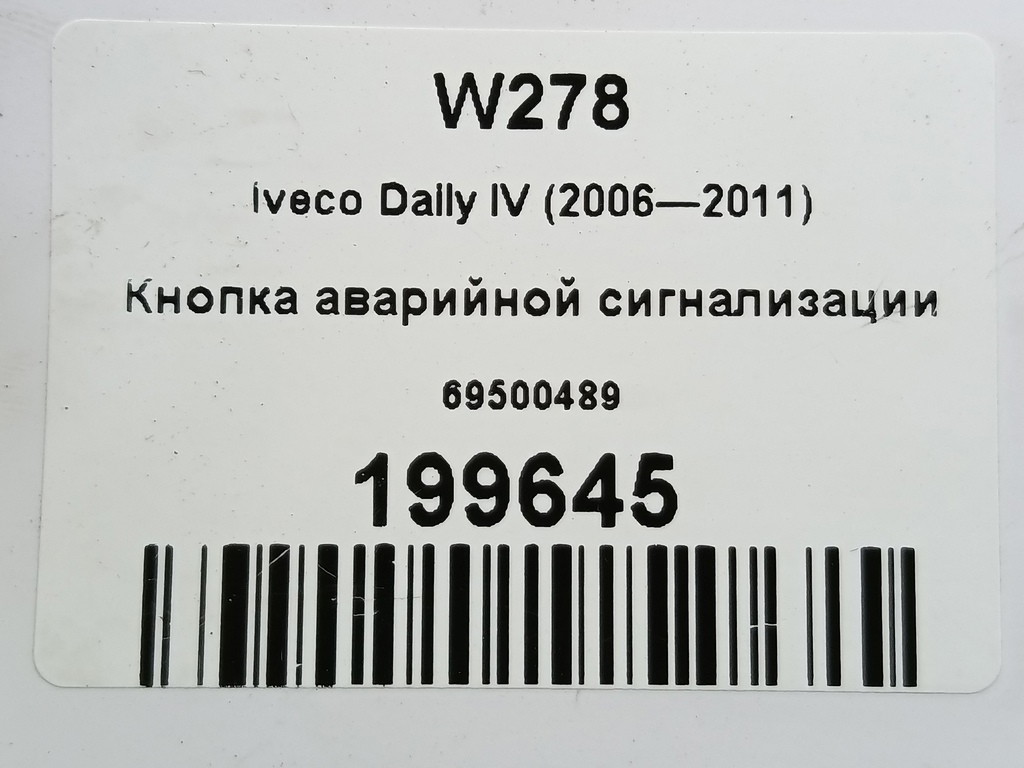 W278
Iveco Daily IV (2006—2011)
Кнопка аварийной сигнализации
69500489
199645